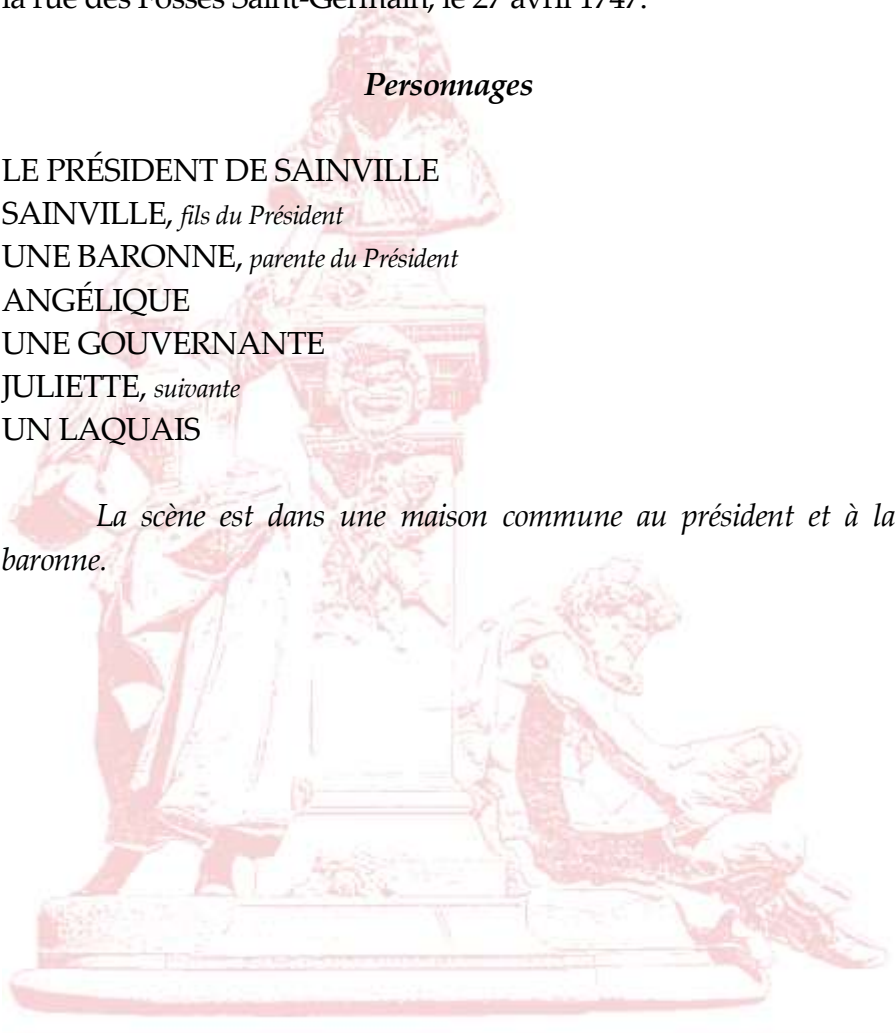 la rue des Fossés Saint-Germain, le 27 avril 1747.
Personnages
LE PRÉSIDENT DE SAINVILLE
SAINVILLE, fils du Président
UNE BARONNE, parente du Président
ANGÉLIQUE
UNE GOUVERNANTE
JULIETTE, suivante
UN LAQUAIS
La scène est dans une maison commune au président et à la
baronne.